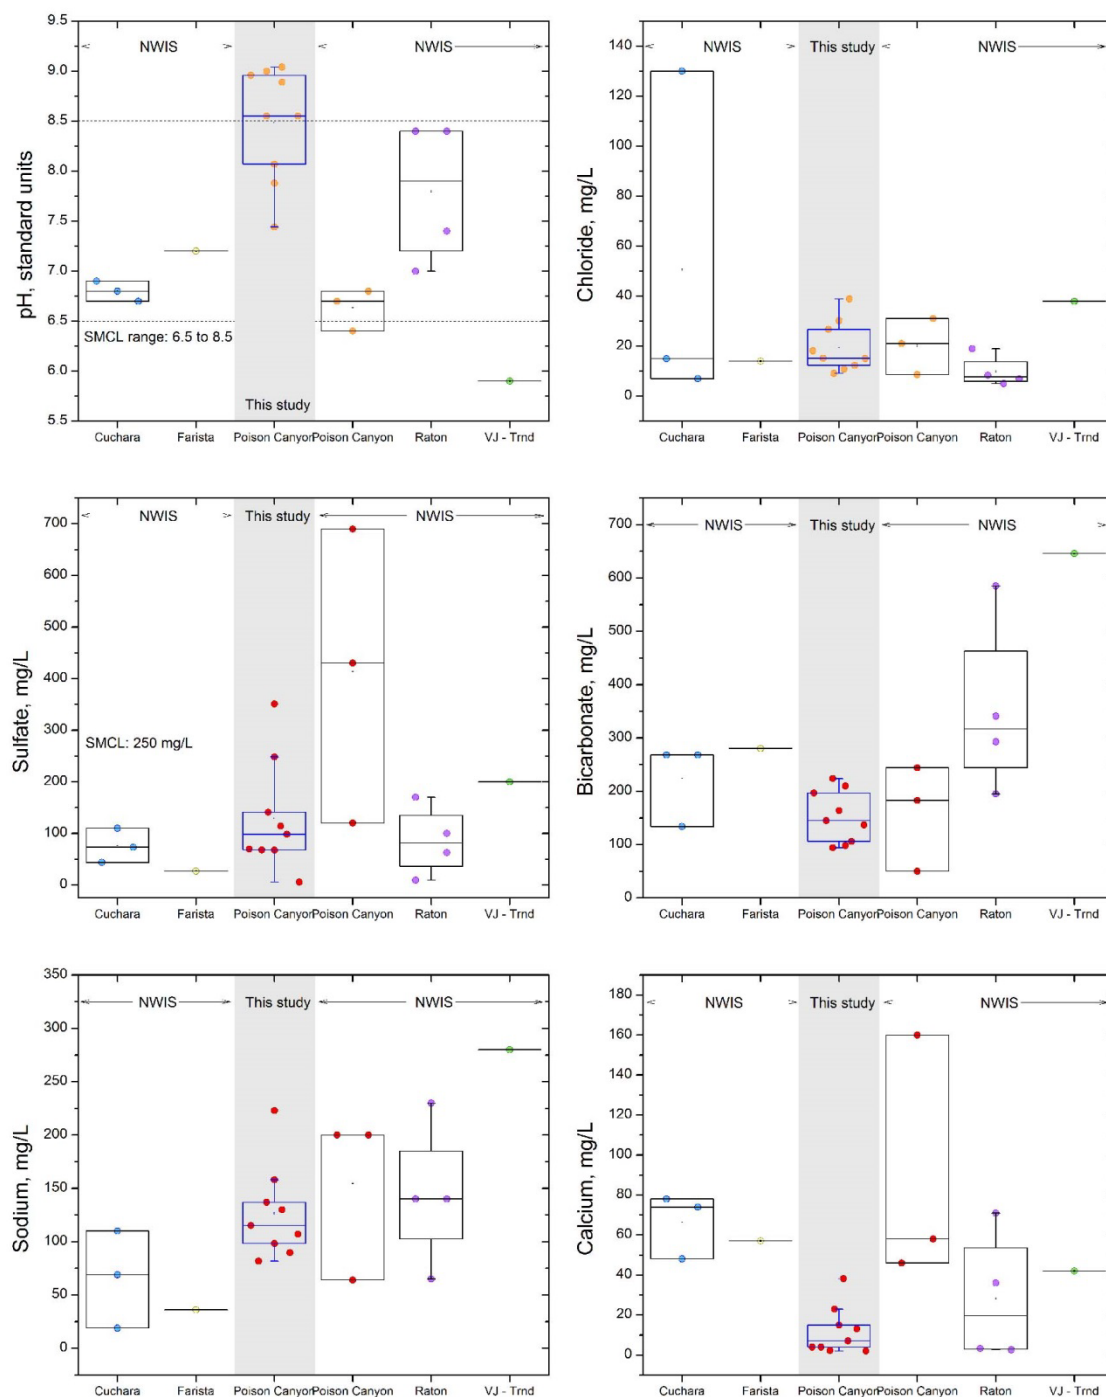 NWIS
NWIS
pH, standard units
9.5
9.0
8.5
8.0
7.5
7.0
6.5
6.0
5.5
SMCL range: 6.5 to 8.5
This study
Cuchara Farista Poison Canyon Poison Canyon Raton VJ - Trnd
NWIS This study NWIS
Chloride, mg/L
140
120
100
80
60
40
20
0
Cuchara Farista Poison Canyon Poison Canyon Raton VJ - Trnd
NWIS This study NWIS
Sulfate, mg/L
700
600
500
400
300
200
100
0
SMCL: 250 mg/L
Cuchara Farista Poison Canyon Poison Canyon Raton VJ - Trnd
NWIS This study NWIS
Bicarbonate, mg/L
700
600
500
400
300
200
100
0
Cuchara Farista Poison Canyon Poison Canyon Raton VJ - Trnd
NWIS This study NWIS
Sodium, mg/L
350
300
250
200
150
100
50
0
Cuchara Farista Poison Canyon Poison Canyon Raton VJ - Trnd
NWIS This study NWIS
Calcium, mg/L
180
160
140
120
100
80
60
40
20
0
Cuchara Farista Poison Canyon Poison Canyon Raton VJ - Trnd